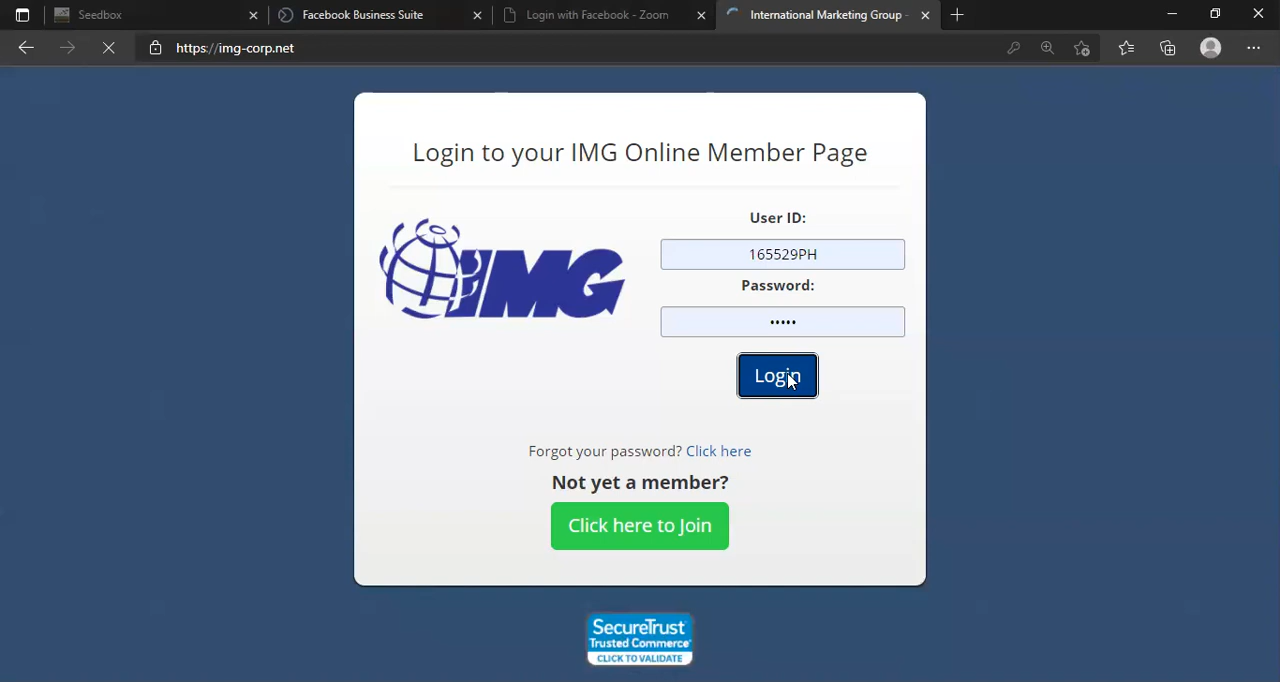 Seedbox
Facebook Business Suite
Login with Facebook - Zoom
International Marketing Group -
https://img-corp.net
Login to your IMG Online Member Page
IMG
User ID:
165529PH
Password:
•••••
Login
Forgot your password? Click here
Not yet a member?
Click here to Join
SecureTrust
Trusted Commerce
CLICK TO VALIDATE